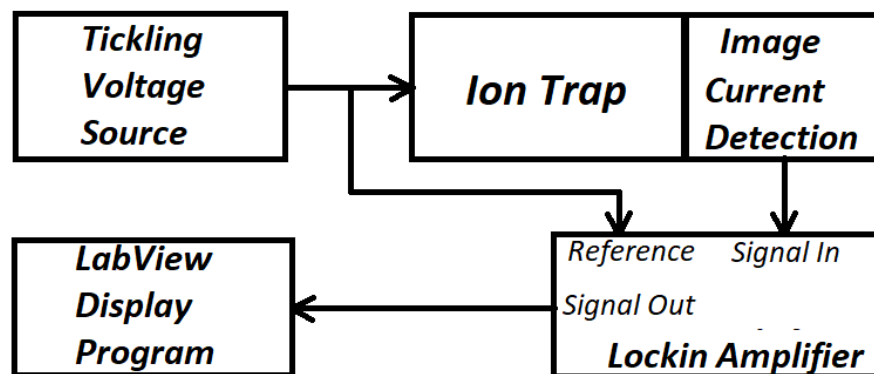 Tickling
Voltage
Source
Ion Trap
Image
Current
Detection
Reference
Signal In
Signal Out
Lockin Amplifier
LabView
Display
Program